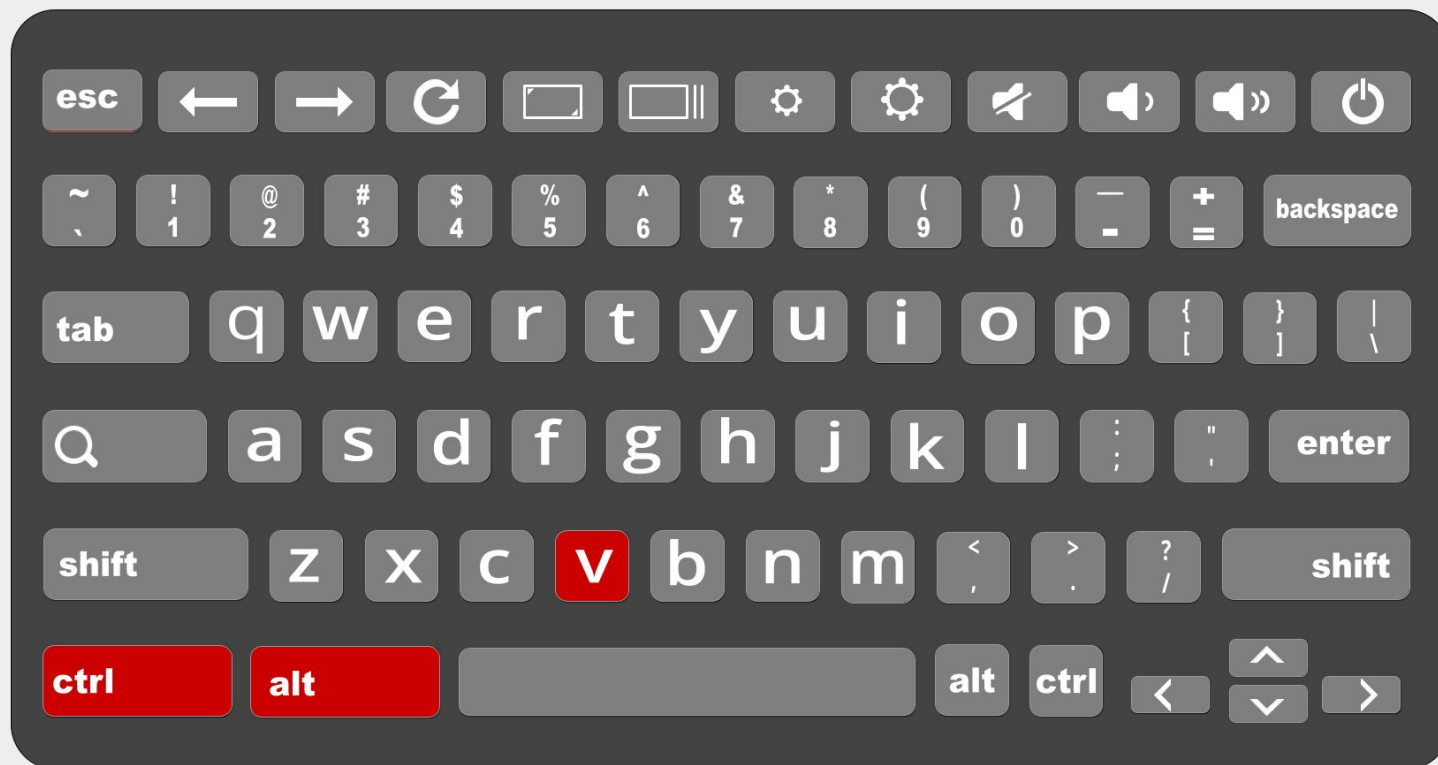 esc
~ ! @ # $ % ^ & * ( ) — +
` 1 2 3 4 5 6 7 8 9 0 - = backspace
tab q w e r t y u i o p { } |
[ ] \
a s d f g h j k l : " enter
; '
shift z x c v b n m < > ? shift
, . /
ctrl alt alt ctrl